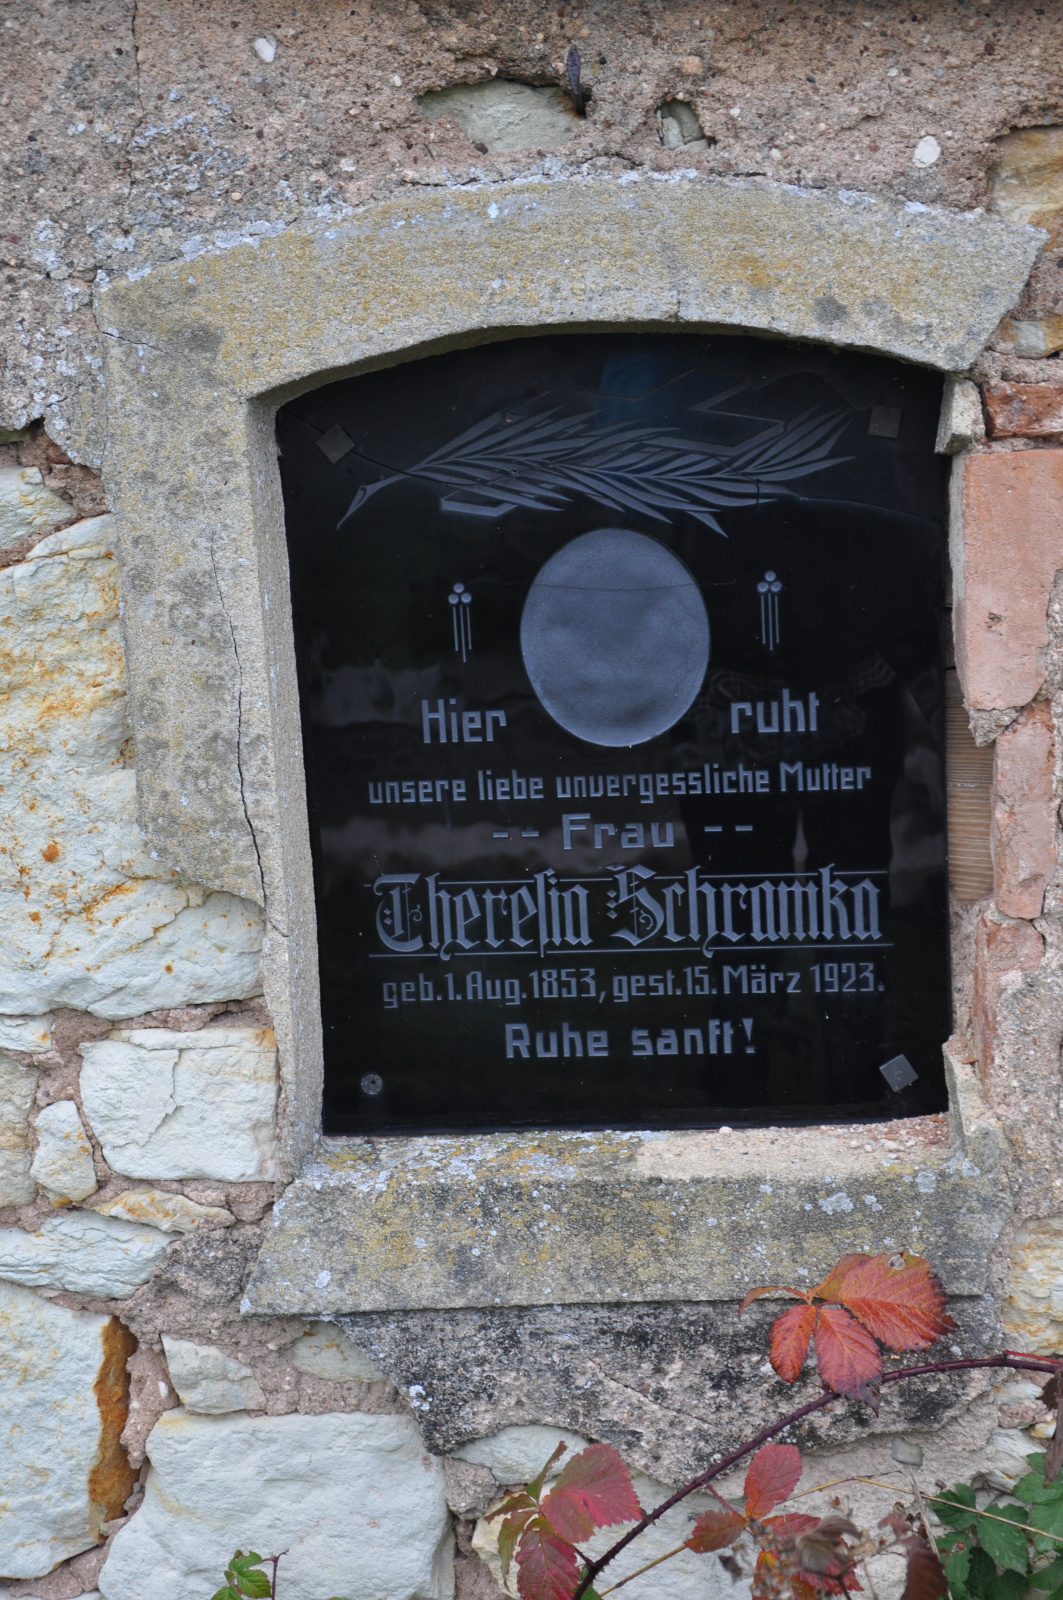 Hier ruht
unsere liebe unvergessliche Mutter
-- Frau --
Theresia Schramka
geb. 1. Aug. 1853, gest. 15. März 1923.
Ruhe sanft!